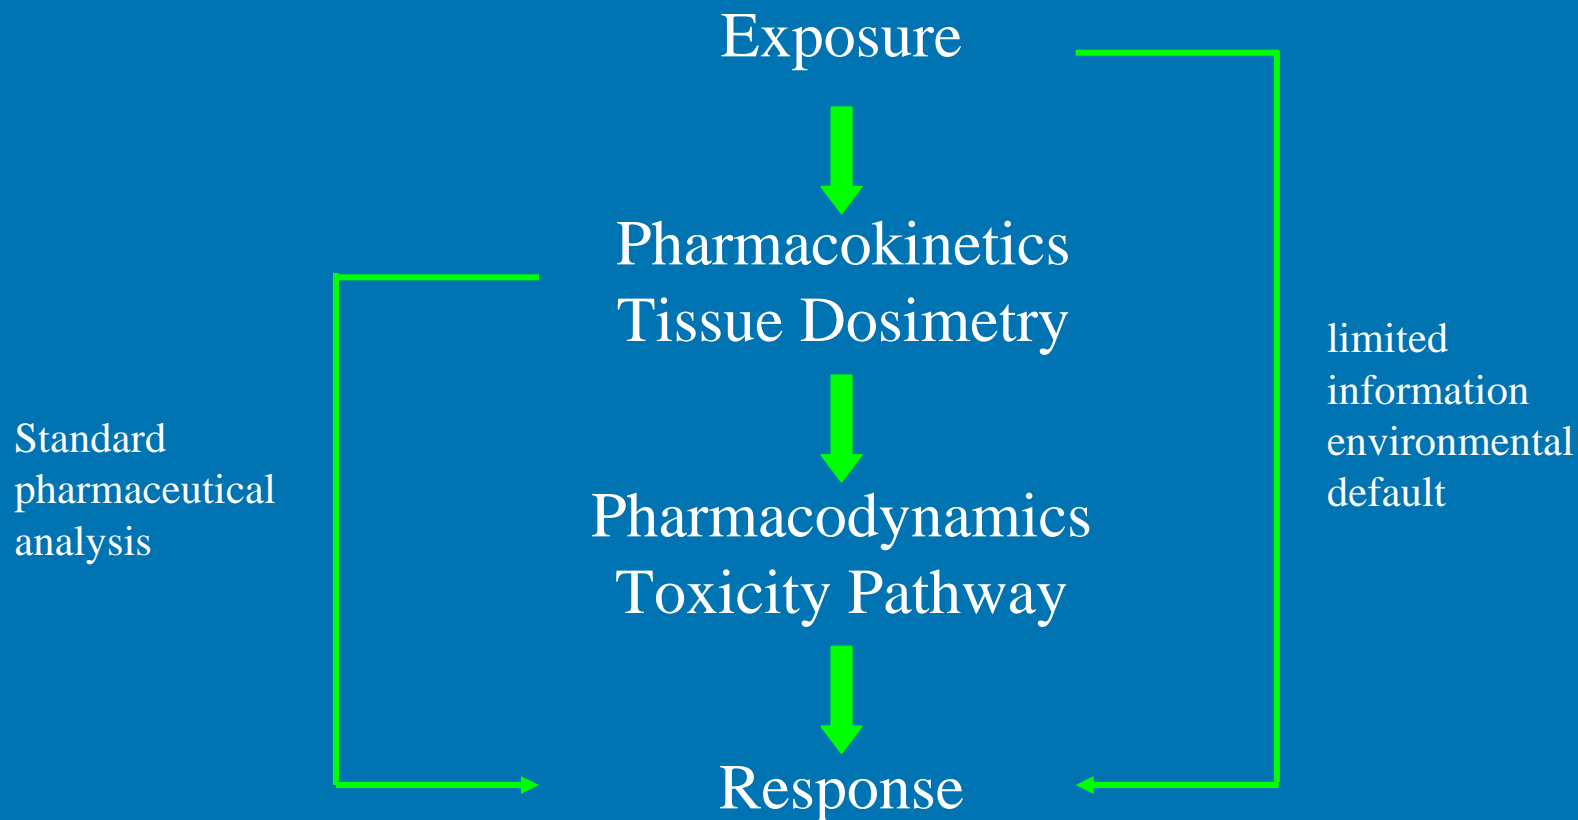 Exposure
Pharmacokinetics
Tissue Dosimetry
limited
information
environmental
default
Standard
pharmaceutical
analysis
Pharmacodynamics
Toxicity Pathway
Response